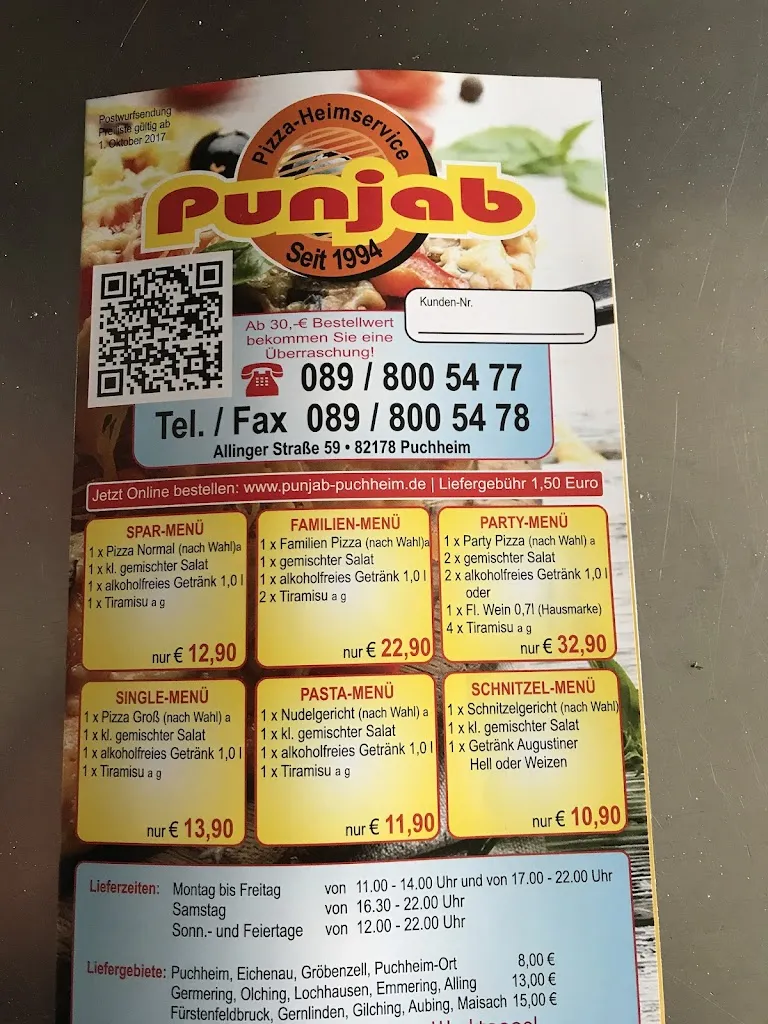 Postwurfsendung
Preisliste gültig ab
1. Oktober 2017
Pizza-Heimservice
Punjab
Seit 1994
Kunden-Nr.
Ab 30,-€ Bestellwert
bekommen Sie eine
Überraschung!
089 / 800 54 77
Tel. / Fax 089 / 800 54 78
Allinger Straße 59 • 82178 Puchheim
Jetzt Online bestellen: www.punjab-puchheim.de | Liefergebühr 1,50 Euro
SPAR-MENÜ
1 x Pizza Normal (nach Wahl)a
1 x kl. gemischter Salat
1 x alkoholfreies Getränk 1,0 l
1 x Tiramisu a g
nur € 12,90
FAMILIEN-MENÜ
1 x Familien Pizza (nach Wahl)a
1 x gemischter Salat
1 x alkoholfreies Getränk 1,0 l
2 x Tiramisu a g
nur € 22,90
PARTY-MENÜ
1 x Party Pizza (nach Wahl) a
2 x gemischter Salat
2 x alkoholfreies Getränk 1,0 l
oder
1 x Fl. Wein 0,7l (Hausmarke)
4 x Tiramisu a g
nur € 32,90
SINGLE-MENÜ
1 x Pizza Groß (nach Wahl) a
1 x kl. gemischter Salat
1 x alkoholfreies Getränk 1,0 l
1 x Tiramisu a g
nur € 13,90
PASTA-MENÜ
1 x Nudelgericht (nach Wahl) a
1 x kl. gemischter Salat
1 x alkoholfreies Getränk 1,0 l
1 x Tiramisu a g
nur € 11,90
SCHNITZEL-MENÜ
1 x Schnitzelgericht (nach Wahl)
1 x kl. gemischter Salat
1 x Getränk Augustiner
Hell oder Weizen
nur € 10,90
Lieferzeiten: Montag bis Freitag von 11.00 - 14.00 Uhr und von 17.00 - 22.00 Uhr
Samstag von 16.30 - 22.00 Uhr
Sonn.- und Feiertage von 12.00 - 22.00 Uhr
Liefergebiete: Puchheim, Eichenau, Gröbenzell, Puchheim-Ort 8,00 €
Germering, Olching, Lochhausen, Emmering, Alling 13,00 €
Fürstenfeldbruck, Gernlinden, Gilching, Aubing, Maisach 15,00 €